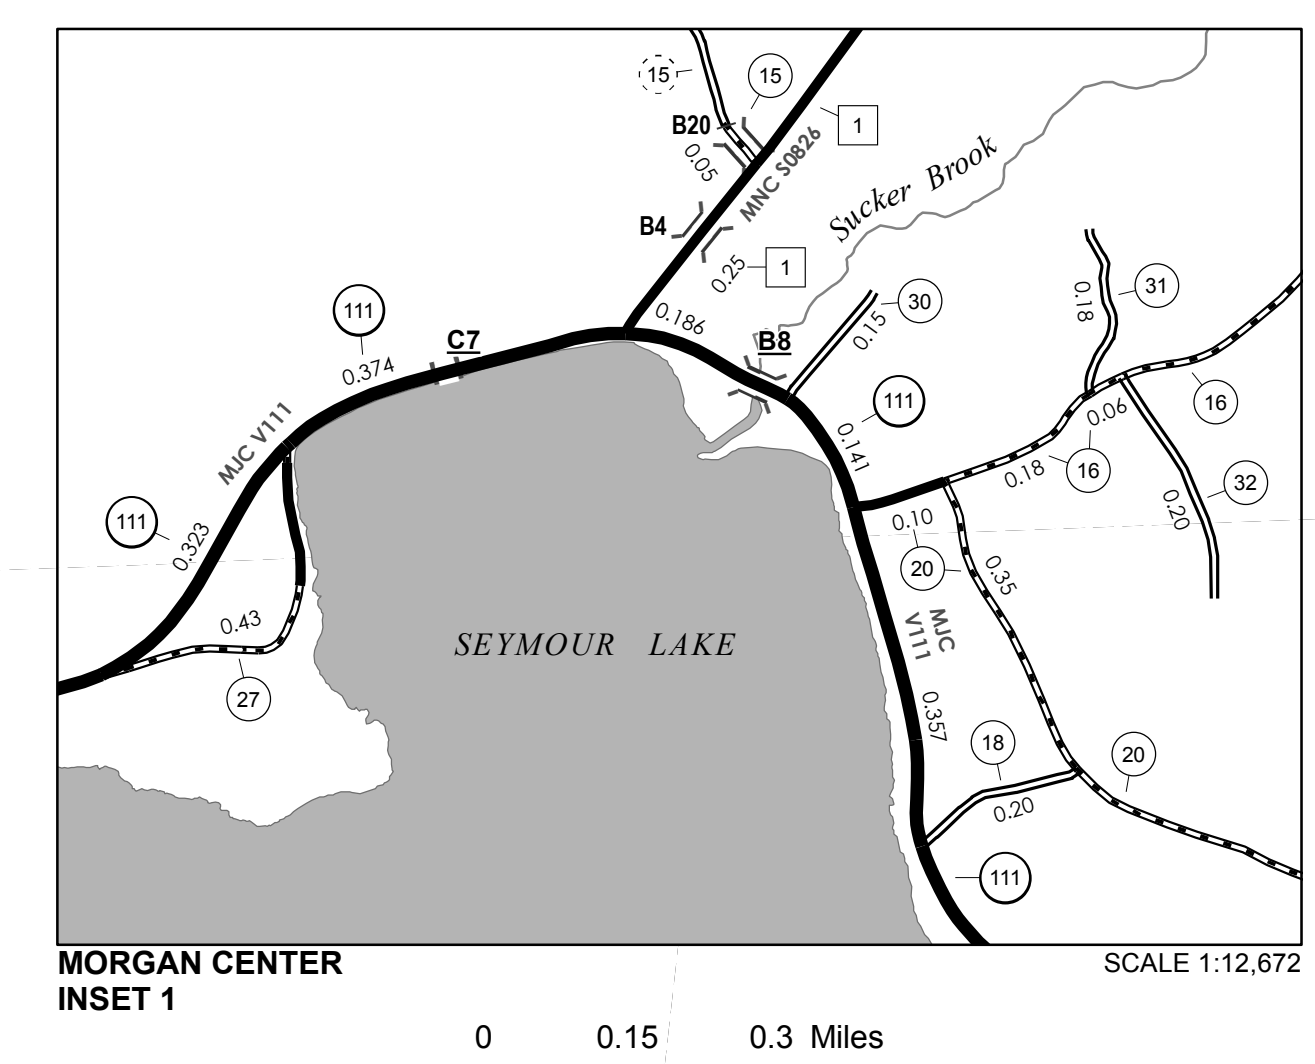 15
15
B20
1
0.05
MNC S0826
Sucker Brook
B4
0.25
1
31
0.18
30
111
0.186
C7
B8
0.15
0.374
16
111
0.06
MJC V111
0.141
16
0.18
32
111
0.323
0.20
0.10
20
0.35
0.43
SEYMOUR LAKE
MJC
V111
27
0.357
18
20
0.20
111
MORGAN CENTER
INSET 1
SCALE 1:12,672
0 0.15 0.3 Miles